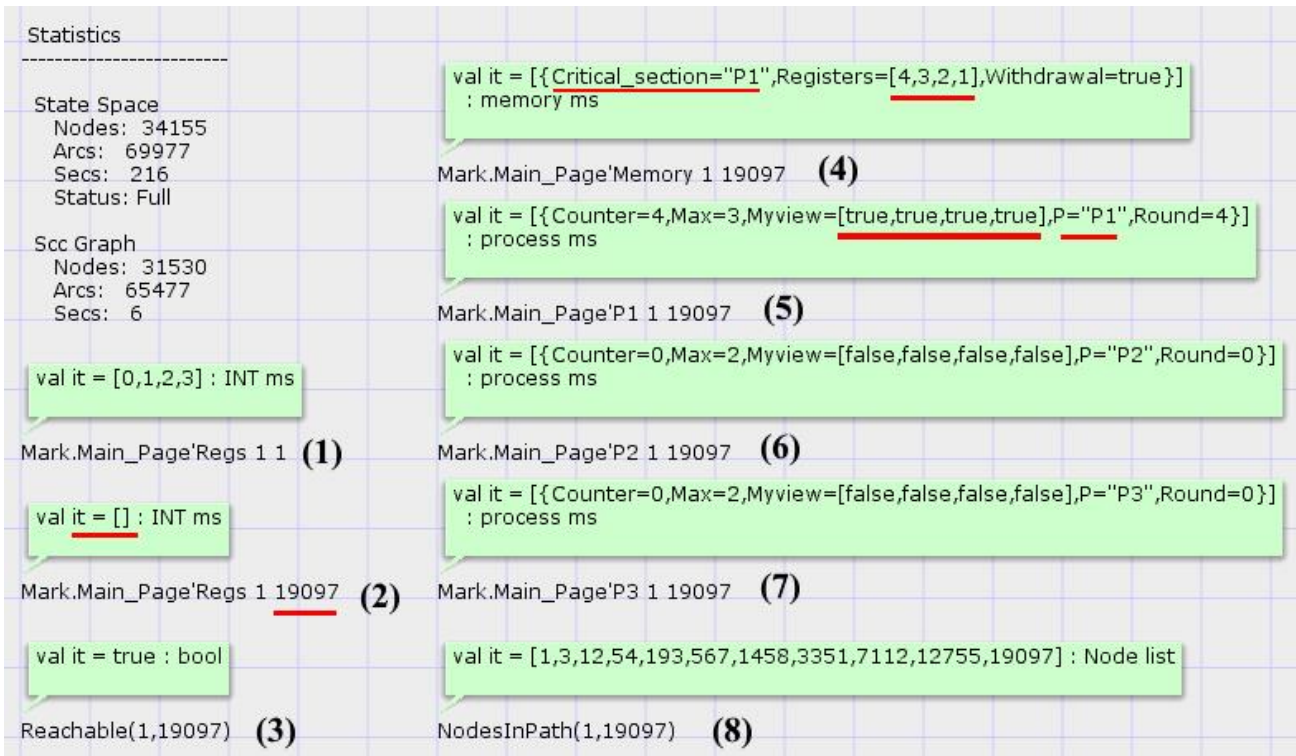 Statistics
--------------------------
State Space
Nodes: 34155
Arcs: 69977
Secs: 216
Status: Full
Scc Graph
Nodes: 31530
Arcs: 65477
Secs: 6
val it = [0,1,2,3] : INT ms
Mark.Main_Page'Regs 1 1 (1)
val it = [] : INT ms
Mark.Main_Page'Regs 1 19097 (2)
val it = true : bool
Reachable(1,19097) (3)
val it = [{Critical_section="P1",Registers=[4,3,2,1],Withdrawal=true}]
: memory ms
Mark.Main_Page'Memory 1 19097 (4)
val it = [{Counter=4,Max=3,Myview=[true,true,true,true],P="P1",Round=4}]
: process ms
Mark.Main_Page'P1 1 19097 (5)
val it = [{Counter=0,Max=2,Myview=[false,false,false,false],P="P2",Round=0}]
: process ms
Mark.Main_Page'P2 1 19097 (6)
val it = [{Counter=0,Max=2,Myview=[false,false,false,false],P="P3",Round=0}]
: process ms
Mark.Main_Page'P3 1 19097 (7)
val it = [1,3,12,54,193,567,1458,3351,7112,12755,19097] : Node list
NodesInPath(1,19097) (8)